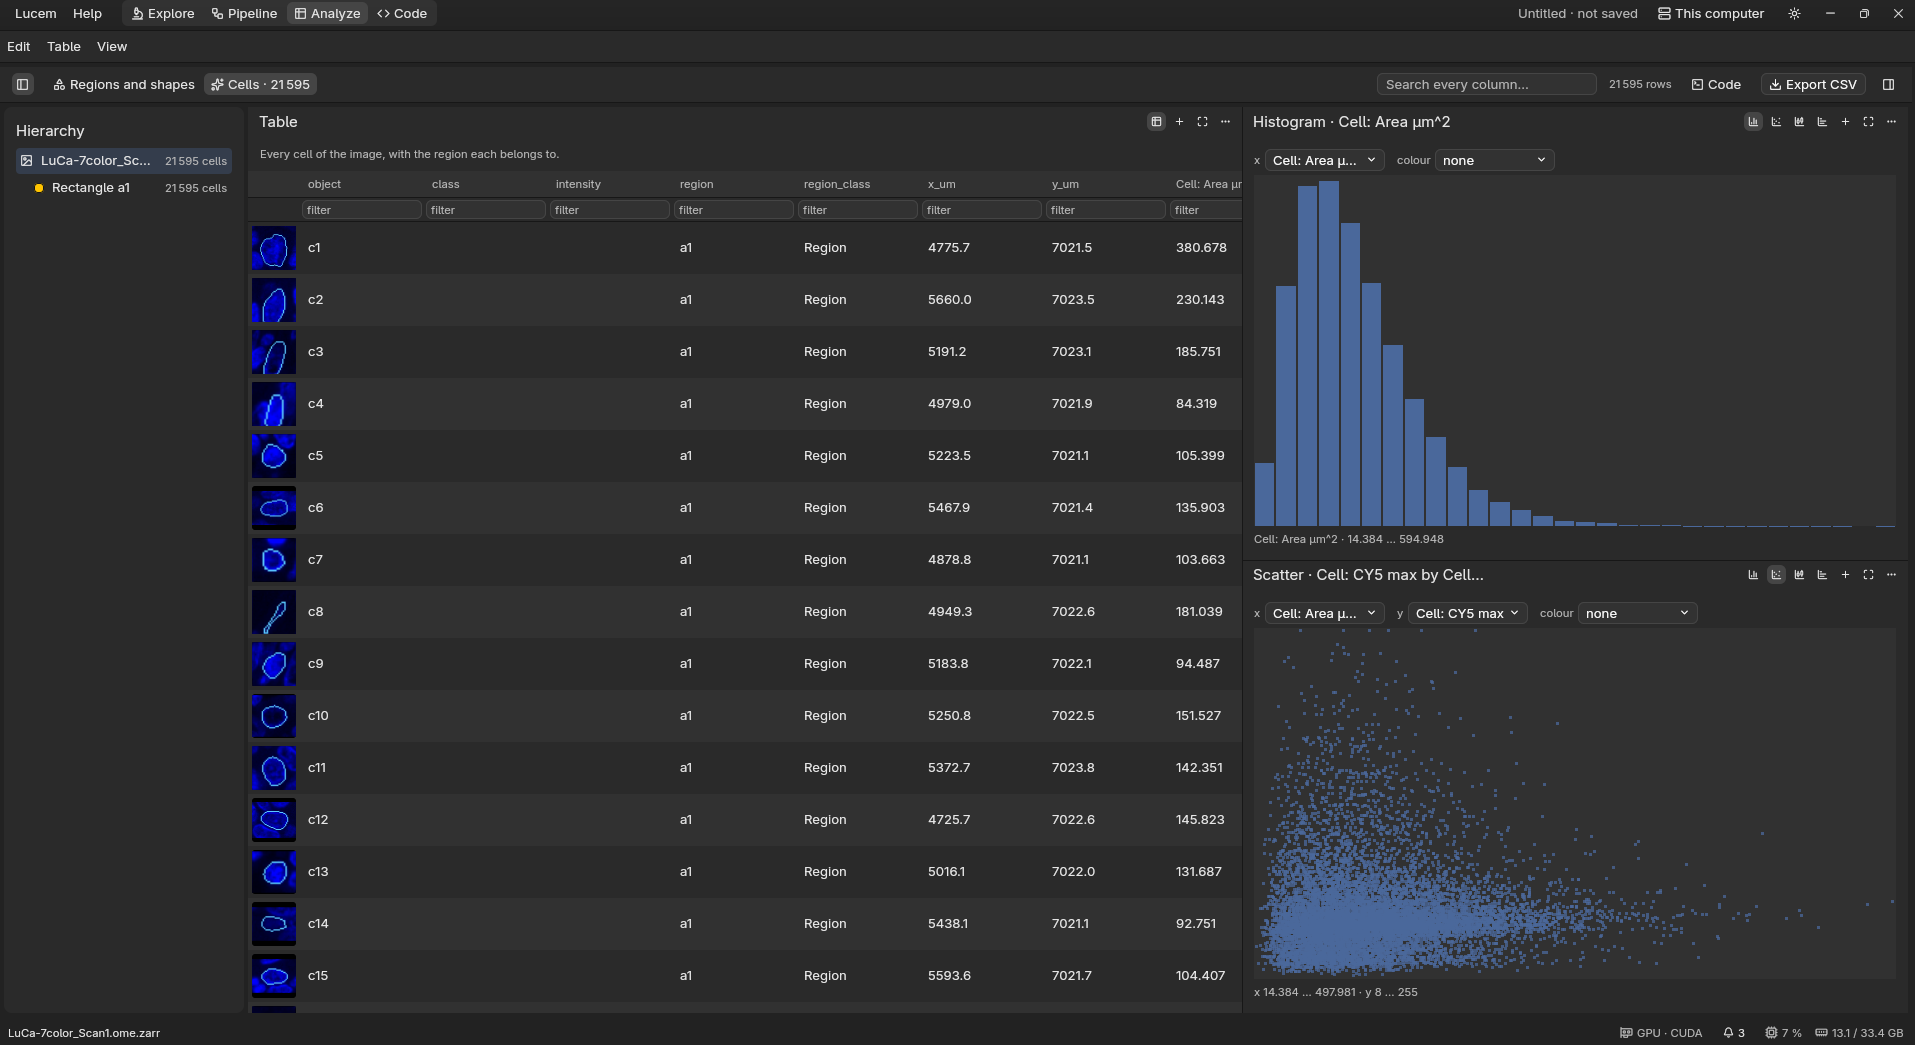 Lucem Help Explore Pipeline Analyze Code Untitled · not saved This computer
Edit Table View
Regions and shapes Cells · 21 595 Search every column... 21 595 rows Code Export CSV
Hierarchy
LuCa-7color_Sc... 21 595 cells
Rectangle a1 21 595 cells
Table
Every cell of the image, with the region each belongs to.
object class intensity region region_class x_um y_um Cell: Area µr
filter filter filter filter filter filter filter filter
c1 a1 Region 4775.7 7021.5 380.678
c2 a1 Region 5660.0 7023.5 230.143
c3 a1 Region 5191.2 7023.1 185.751
c4 a1 Region 4979.0 7021.9 84.319
c5 a1 Region 5223.5 7021.1 105.399
c6 a1 Region 5467.9 7021.4 135.903
c7 a1 Region 4878.8 7021.1 103.663
c8 a1 Region 4949.3 7022.6 181.039
c9 a1 Region 5183.8 7022.1 94.487
c10 a1 Region 5250.8 7022.5 151.527
c11 a1 Region 5372.7 7023.8 142.351
c12 a1 Region 4725.7 7022.6 145.823
c13 a1 Region 5016.1 7022.0 131.687
c14 a1 Region 5438.1 7021.1 92.751
c15 a1 Region 5593.6 7021.7 104.407
Histogram · Cell: Area µm^2
x Cell: Area µ... colour none
Cell: Area µm^2 · 14.384 ... 594.948
Scatter · Cell: CY5 max by Cell...
x Cell: Area µ... y Cell: CY5 max colour none
x 14.384 ... 497.981 · y 8 ... 255
LuCa-7color_Scan1.ome.zarr GPU · CUDA 3 7 % 13.1 / 33.4 GB